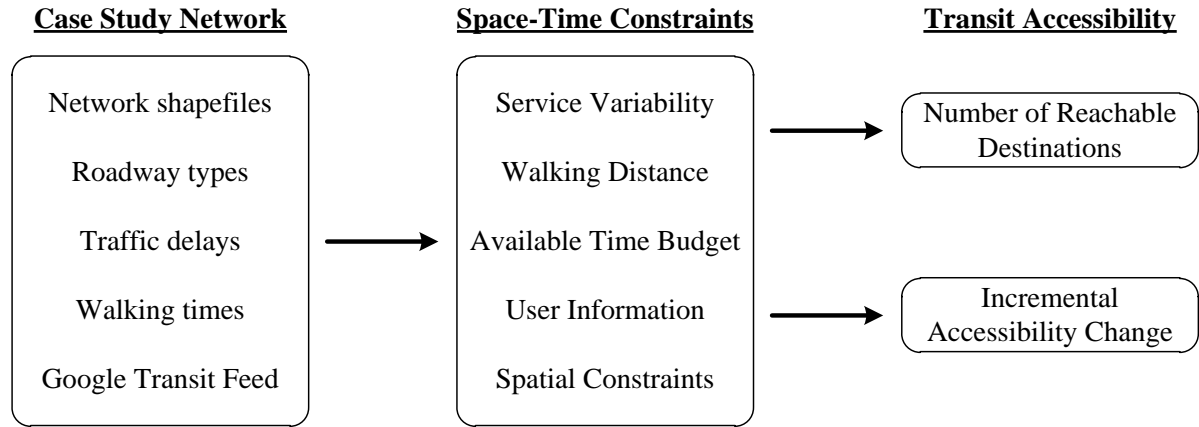 Case Study Network
Network shapefiles
Roadway types
Traffic delays
Walking times
Google Transit Feed
Space-Time Constraints
Service Variability
Walking Distance
Available Time Budget
User Information
Spatial Constraints
Transit Accessibility
Number of Reachable
Destinations
Incremental
Accessibility Change